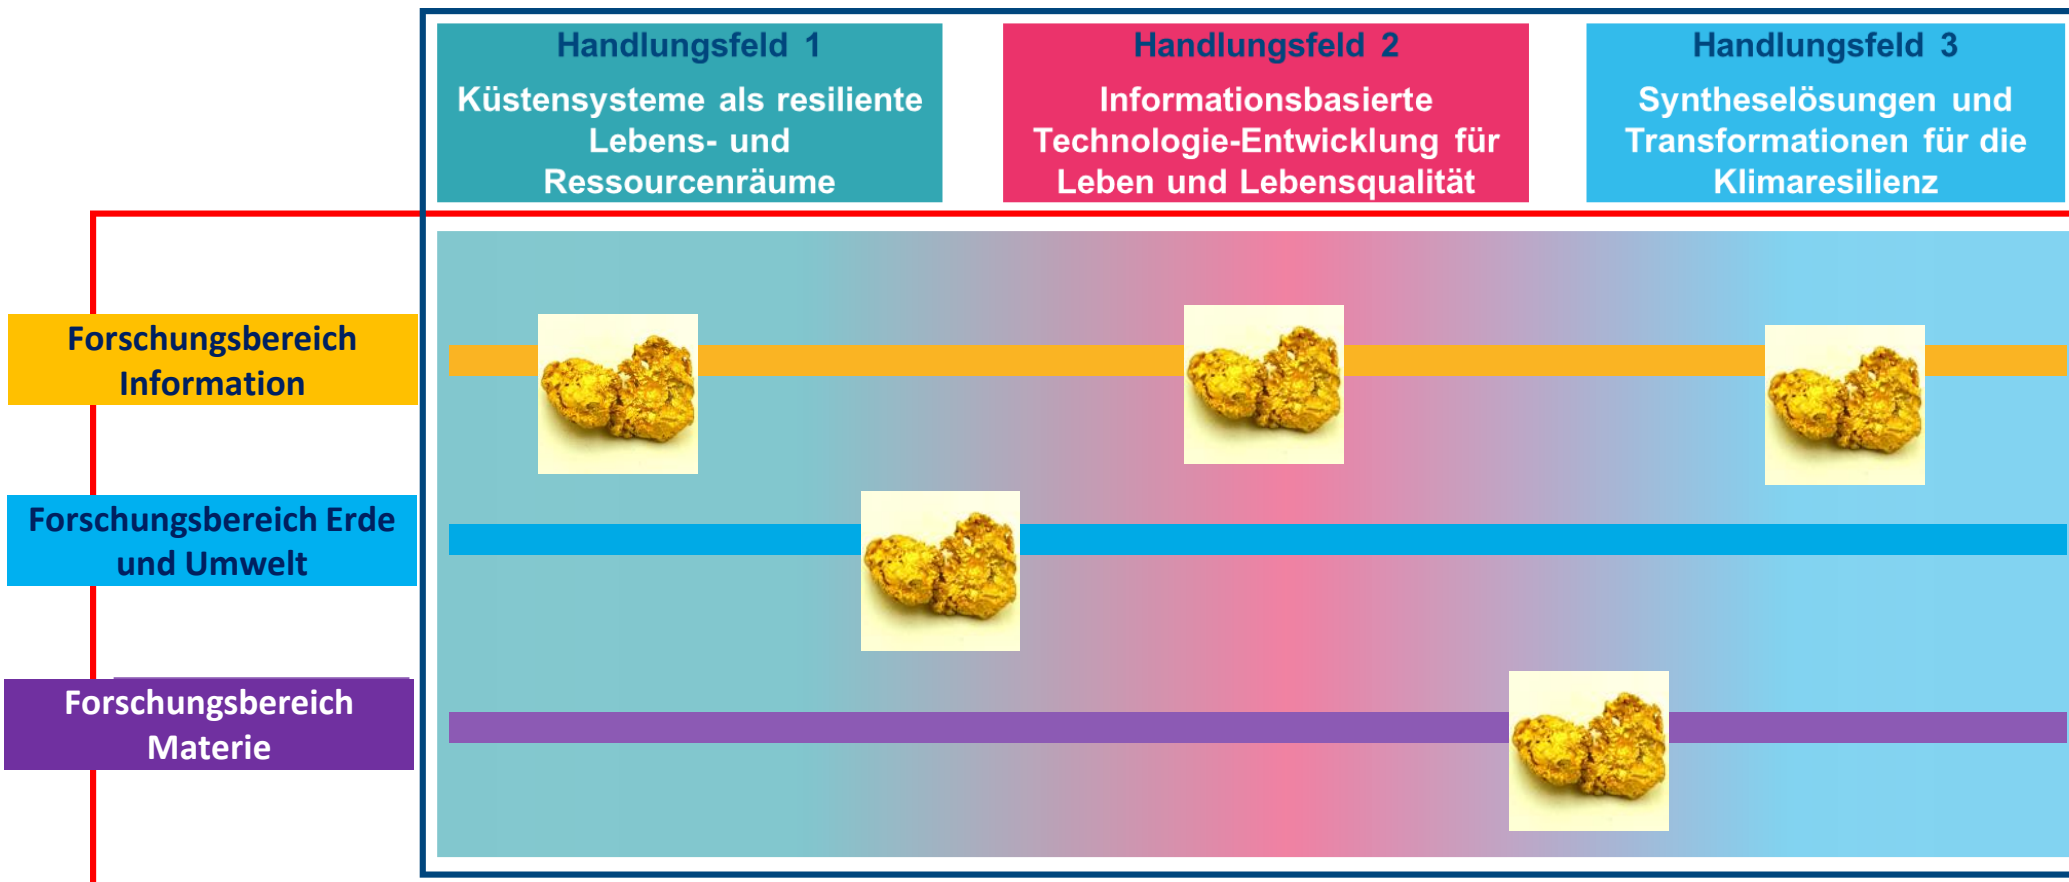 Handlungsfeld 1
Küstensysteme als resiliente
Lebens- und
Ressourcenräume
Handlungsfeld 2
Informationsbasierte
Technologie-Entwicklung für
Leben und Lebensqualität
Handlungsfeld 3
Syntheselösungen und
Transformationen für die
Klimaresilienz
Forschungsbereich
Information
Forschungsbereich Erde
und Umwelt
Forschungsbereich
Materie